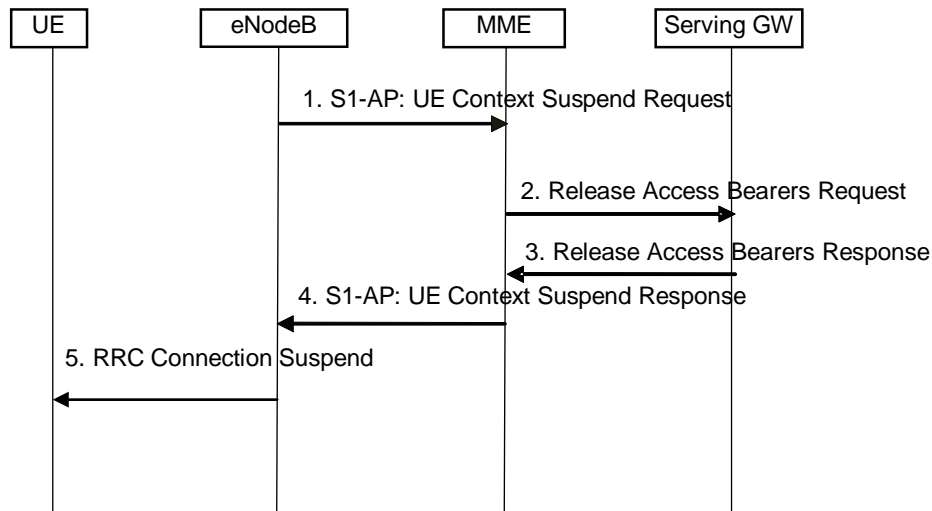 UE
eNodeB
MME
Serving GW
1. S1-AP: UE Context Suspend Request
2. Release Access Bearers Request
3. Release Access Bearers Response
4. S1-AP: UE Context Suspend Response
5. RRC Connection Suspend